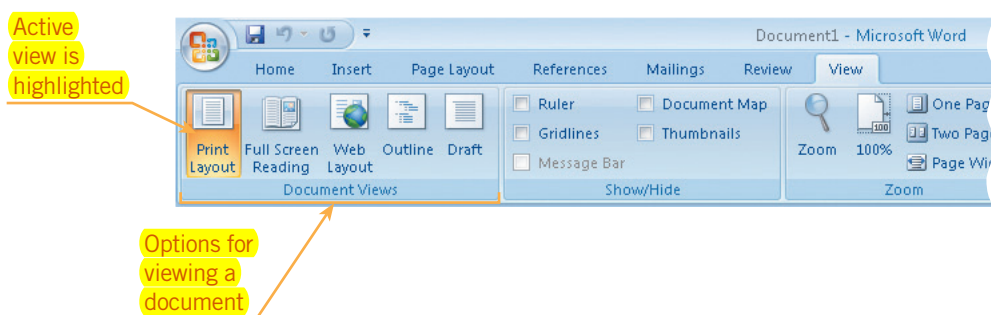 Active
view is
highlighted
Document1 - Microsoft Word
Home Insert Page Layout References Mailings Review View
Print
Layout
Full Screen
Reading
Web
Layout
Outline
Draft
Document Views
Ruler
Gridlines
Message Bar
Document Map
Thumbnails
Show/Hide
Zoom
100
100%
One Pag
Two Pag
Page Wi
Zoom
Options for
viewing a
document